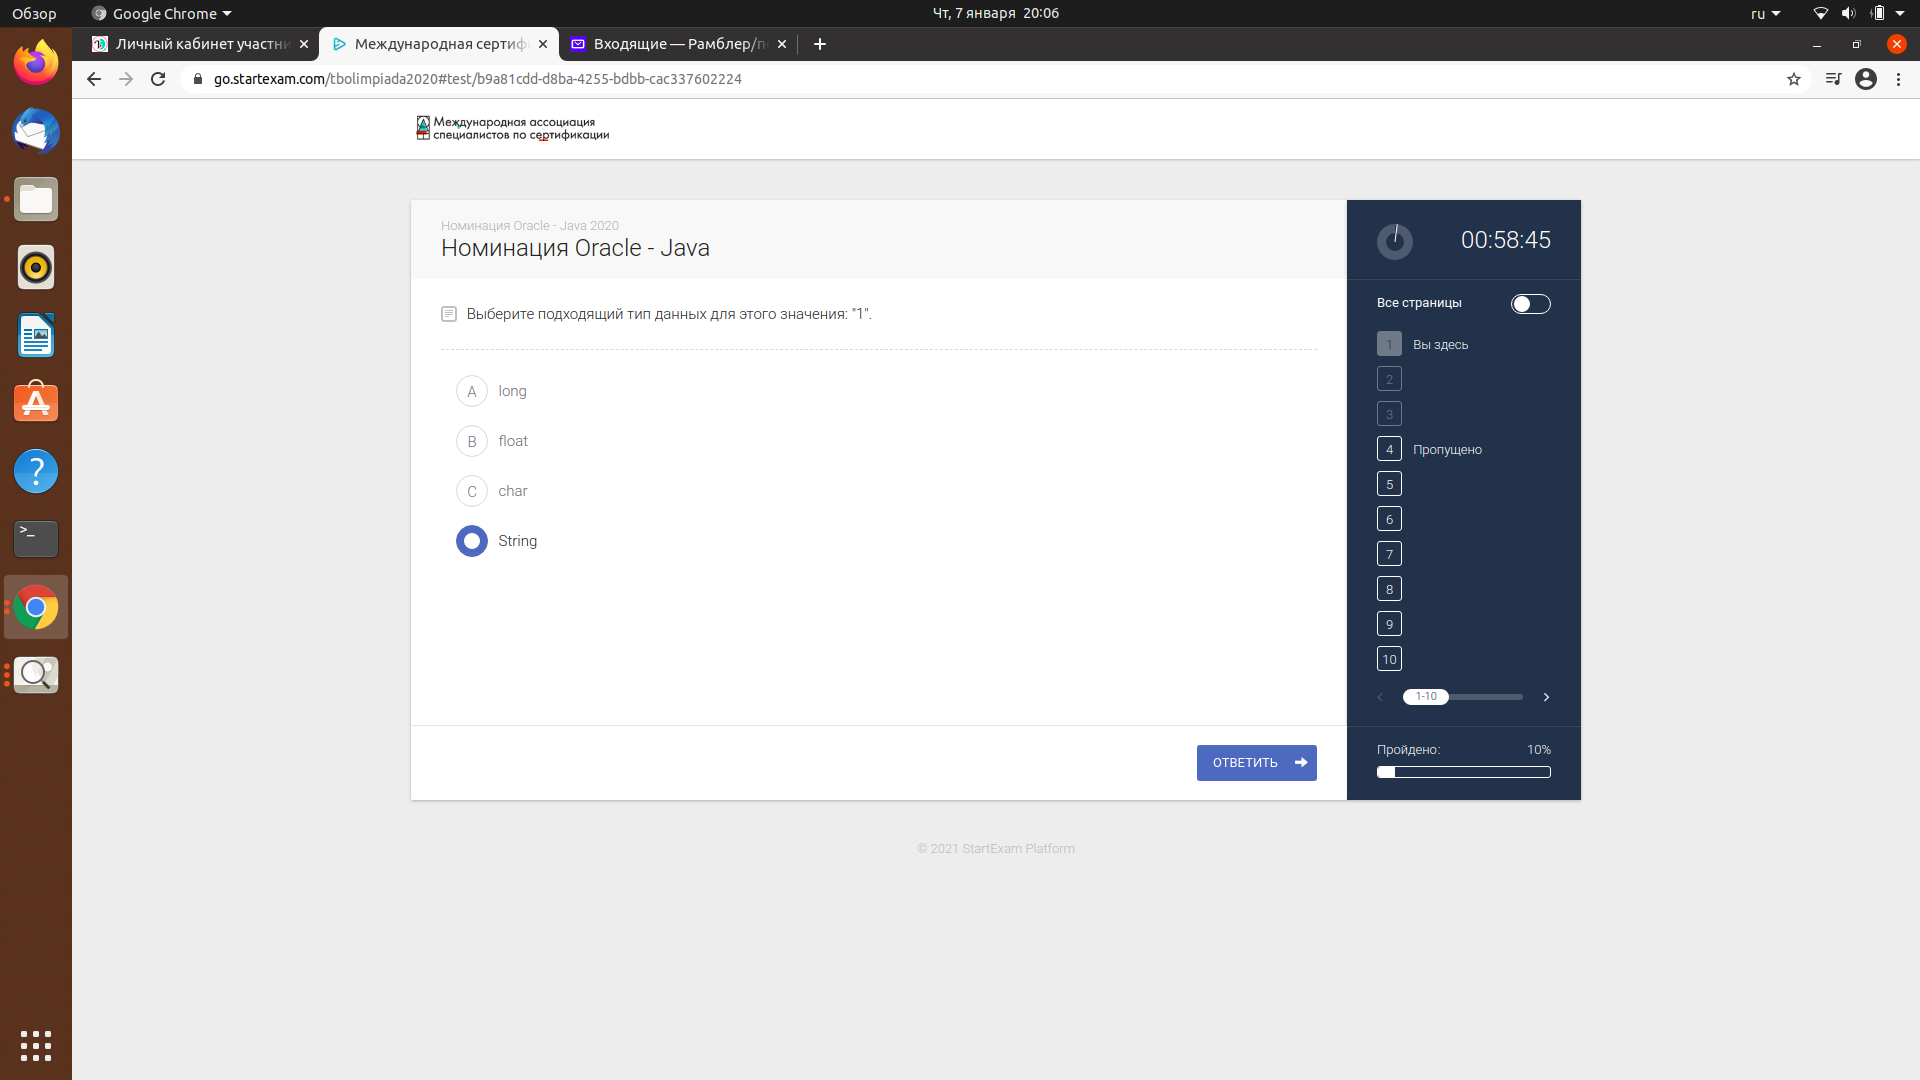 Обзор
Google Chrome
Чт, 7 января 20:06
ru
Личный кабинет участни
Международная сертиф
Входящие — Рамблер/п
go.startexam.com/tbolimpiada2020#test/b9a81cdd-d8ba-4255-bdbb-cac337602224
Международная ассоциация
специалистов по сертификации
Номинация Oracle - Java 2020
Номинация Oracle - Java
00:58:45
Выберите подходящий тип данных для этого значения: "1".
A long
B float
C char
String
Все страницы
1 Вы здесь
2
3
4 Пропущено
5
6
7
8
9
10
1-10
ОТВЕТИТЬ
Пройдено: 10%
© 2021 StartExam Platform